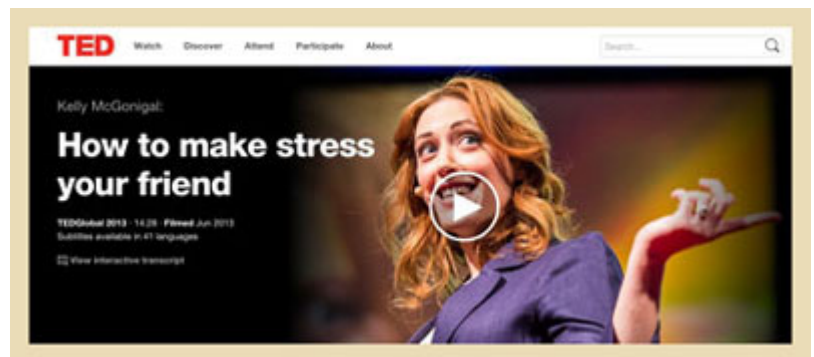 TED Watch Discover Attend Participate About Search...
Kelly McGonigal:
How to make stress
your friend
TEDGlobal 2013 · 14:28 · Filmed Jun 2013
Subtitles available in 41 languages
View interactive transcript